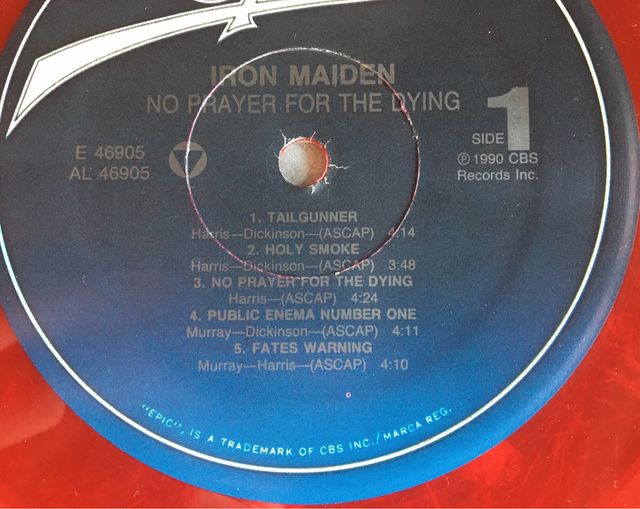 IRON MAIDEN
NO PRAYER FOR THE DYING
E 46905
AL 46905
SIDE 1
℗ 1990 CBS
Records Inc.
1. TAILGUNNER
Harris—Dickinson—(ASCAP) 4:14
2. HOLY SMOKE
Harris—Dickinson—(ASCAP) 3:48
3. NO PRAYER FOR THE DYING
Harris—(ASCAP) 4:24
4. PUBLIC ENEMA NUMBER ONE
Murray—Dickinson—(ASCAP) 4:11
5. FATES WARNING
Murray—Harris—(ASCAP) 4:10
"EPIC", IS A TRADEMARK OF CBS INC./MARCA REG.